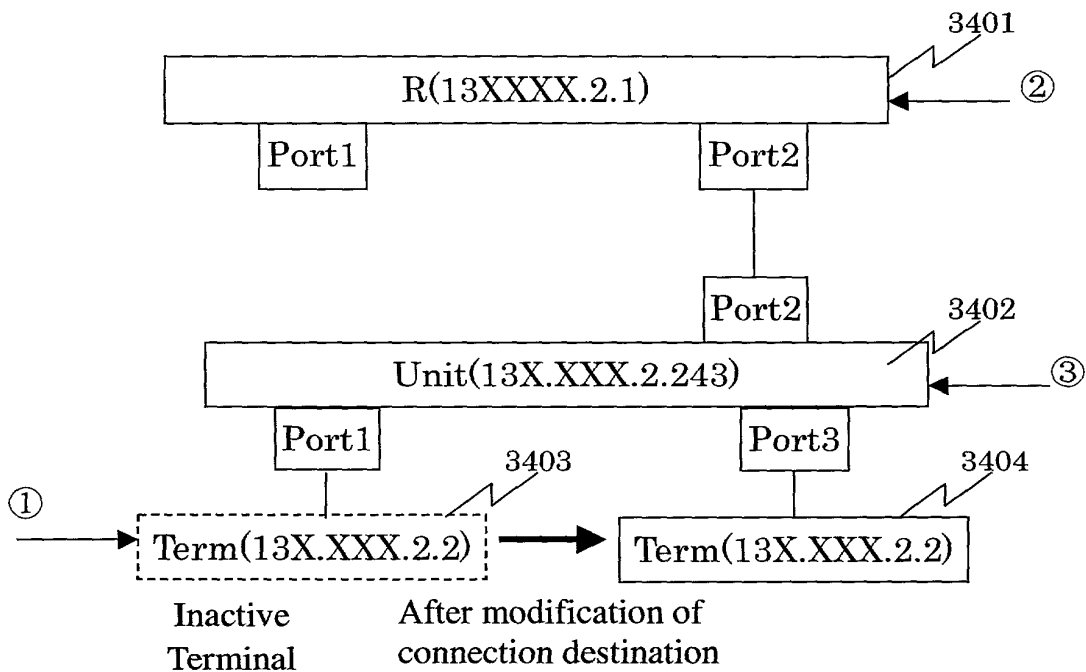 3401
R(13XXXX.2.1)
②
Port1
Port2
Port2
3402
Unit(13X.XXX.2.243)
③
Port1
Port3
3403
3404
①
Term(13X.XXX.2.2)
Term(13X.XXX.2.2)
Inactive
Terminal
After modification of
connection destination